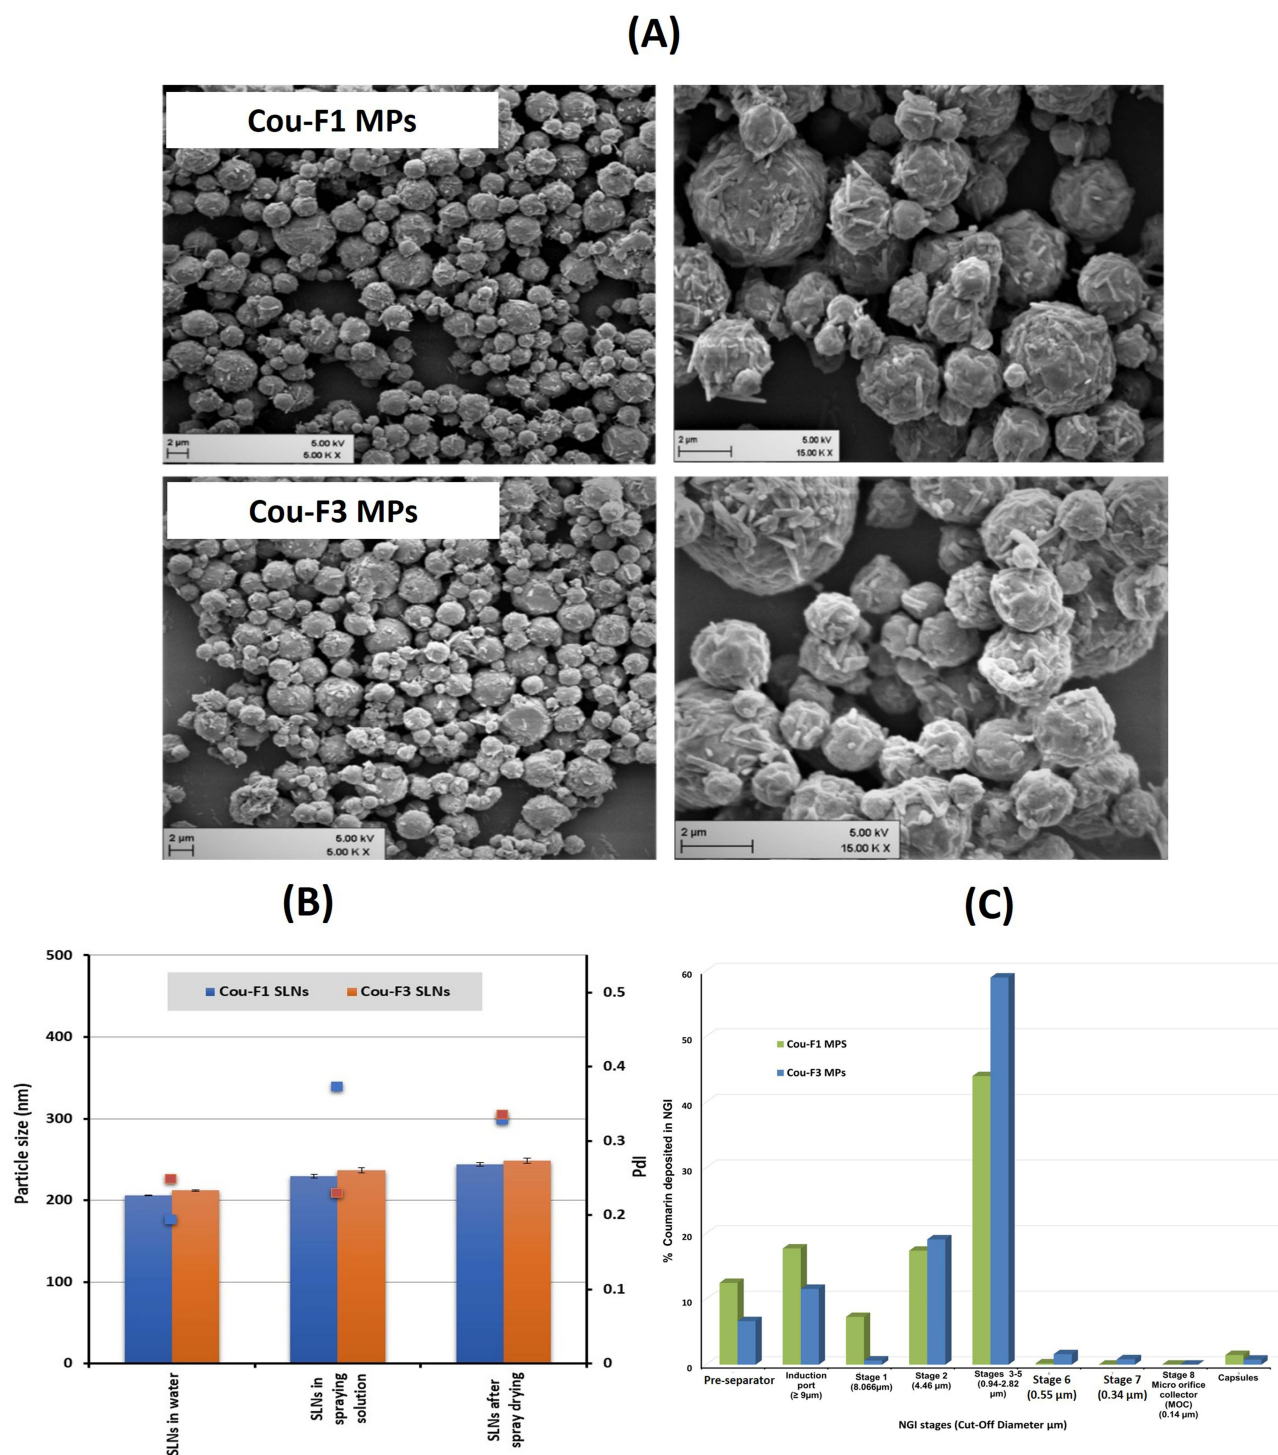 (A)
Cou-F1 MPs
2 µm
5.00 kV
5.00 K X
2 µm
5.00 kV
15.00 K X
Cou-F3 MPs
2 µm
5.00 kV
5.00 K X
2 µm
5.00 kV
15.00 K X
(B)
500
400
300
200
100
0
Particle size (nm)
Cou-F1 SLNs
Cou-F3 SLNs
0.5
0.4
0.3
0.2
0.1
0
PdI
SLNs in water
SLNs in
spraying
solution
SLNs after
spray drying
(C)
60
50
40
30
20
10
0
% Coumarin deposited in NGI
Cou-F1 MPS
Cou-F3 MPs
Pre-separator
Induction
port
(≥ 9µm)
Stage 1
(8.066µm)
Stage 2
(4.46 µm)
Stages 3-5
(0.94-2.82
µm)
Stage 6
(0.55 µm)
Stage 7
(0.34 µm)
Stage 8
Micro orifice
collector
(MOC)
(0.14 µm)
Capsules
NGI stages (Cut-Off Diameter µm)